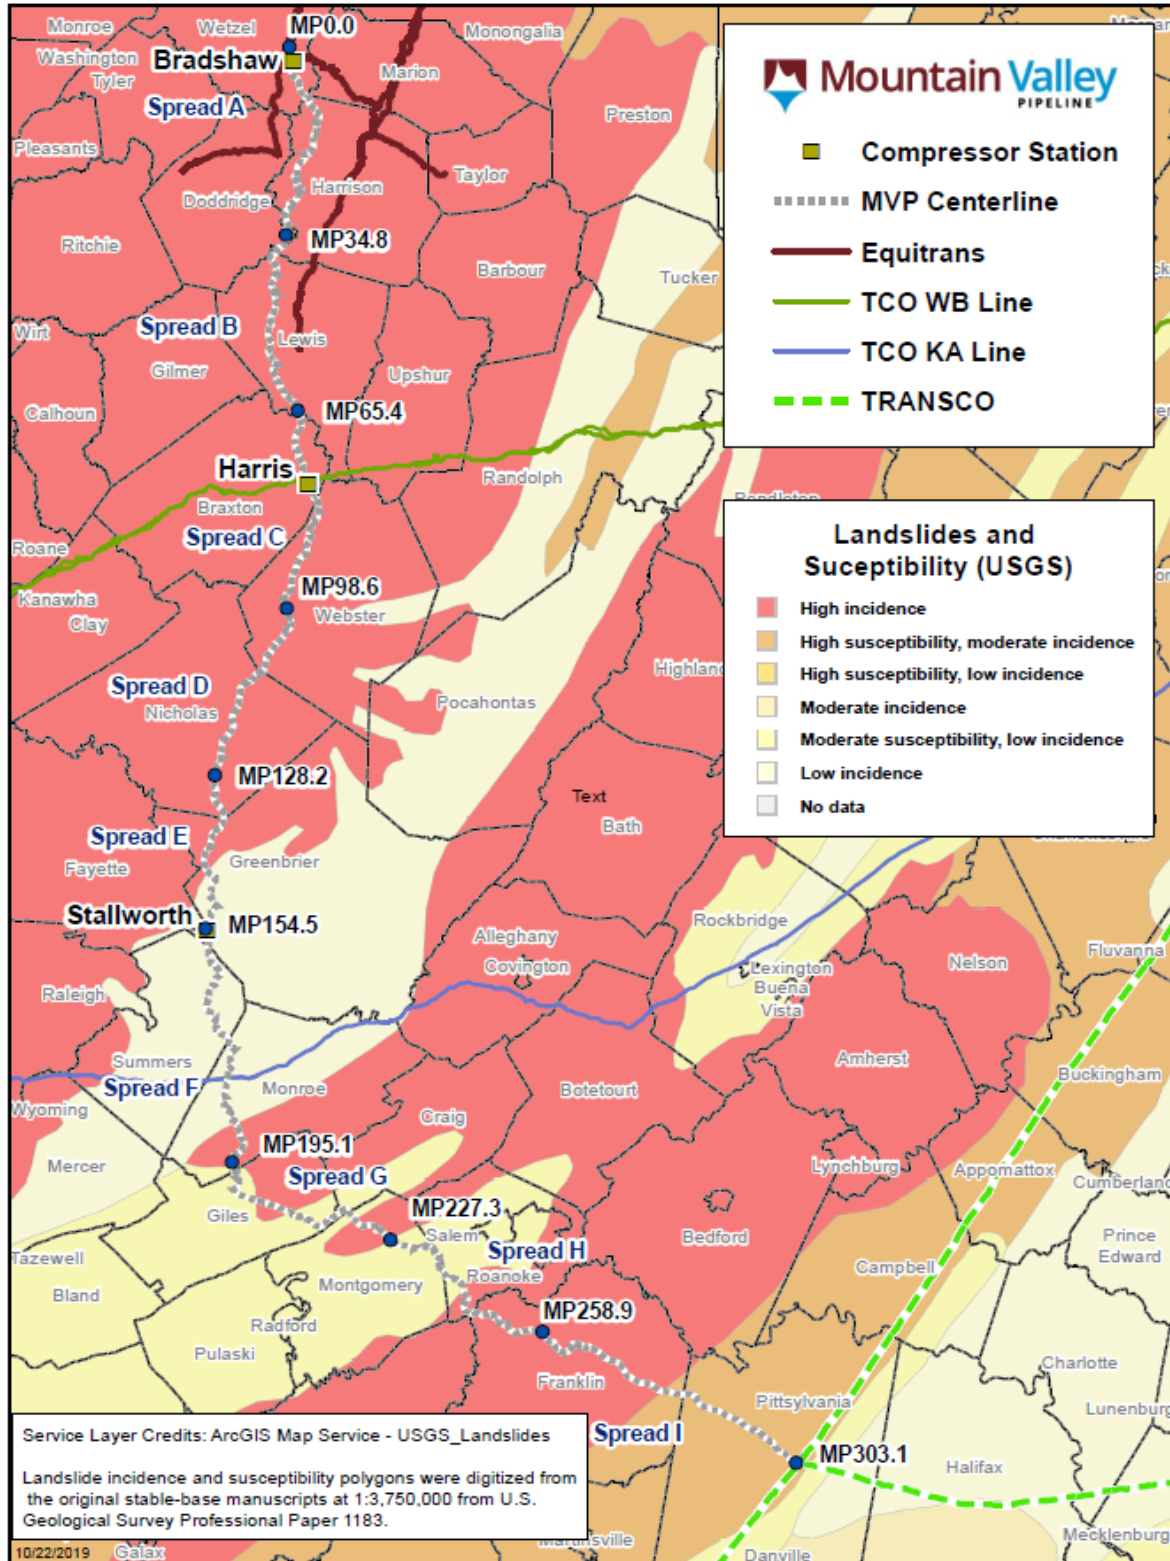 Monroe
Wetzel
MP0.0
Monongalia
Washington
Bradshaw
Tyler
Marion
Spread A
Preston
Pleasants
Taylor
Harrison
Doddridge
MP34.8
Ritchie
Barbour
Tucker
Wirt
Spread B
Lewis
Gilmer
Upshur
Calhoun
MP65.4
Harris
Randolph
Braxton
Spread C
Roane
Kanawha
MP98.6
Clay
Webster
Highland
Spread D
Nicholas
Pocahontas
MP128.2
Text
Bath
Spread E
Greenbrier
Fayette
Stallworth
MP154.5
Rockbridge
Alleghany
Covington
Lexington
Buena
Vista
Nelson
Fluvanna
Raleigh
Summers
Spread F
Monroe
Amherst
Buckingham
Botetourt
Wyoming
Craig
MP195.1
Mercer
Spread G
Lynchburg
Appomattox
Cumberland
MP227.3
Giles
Salem
Spread H
Bedford
Prince
Edward
Tazewell
Roanoke
Campbell
Bland
Montgomery
MP258.9
Radford
Pulaski
Charlotte
Franklin
Pittsylvania
Lunenburg
Spread I
MP303.1
Halifax
Mecklenburg
Danville
Galax
Mountain Valley
PIPELINE
Compressor Station
MVP Centerline
Equitrans
TCO WB Line
TCO KA Line
TRANSCO
Landslides and
Suceptibility (USGS)
High incidence
High susceptibility, moderate incidence
High susceptibility, low incidence
Moderate incidence
Moderate susceptibility, low incidence
Low incidence
No data
Service Layer Credits: ArcGIS Map Service - USGS_Landslides
Landslide incidence and susceptibility polygons were digitized from
the original stable-base manuscripts at 1:3,750,000 from U.S.
Geological Survey Professional Paper 1183.
10/22/2019